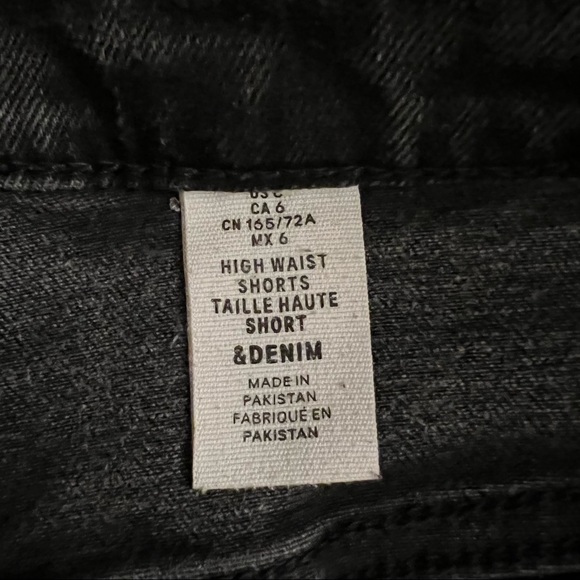 US
CA 6
CN 165/72A
MX 6
HIGH WAIST
SHORTS
TAILLE HAUTE
SHORT
&DENIM
MADE IN
PAKISTAN
FABRIQUÉ EN
PAKISTAN